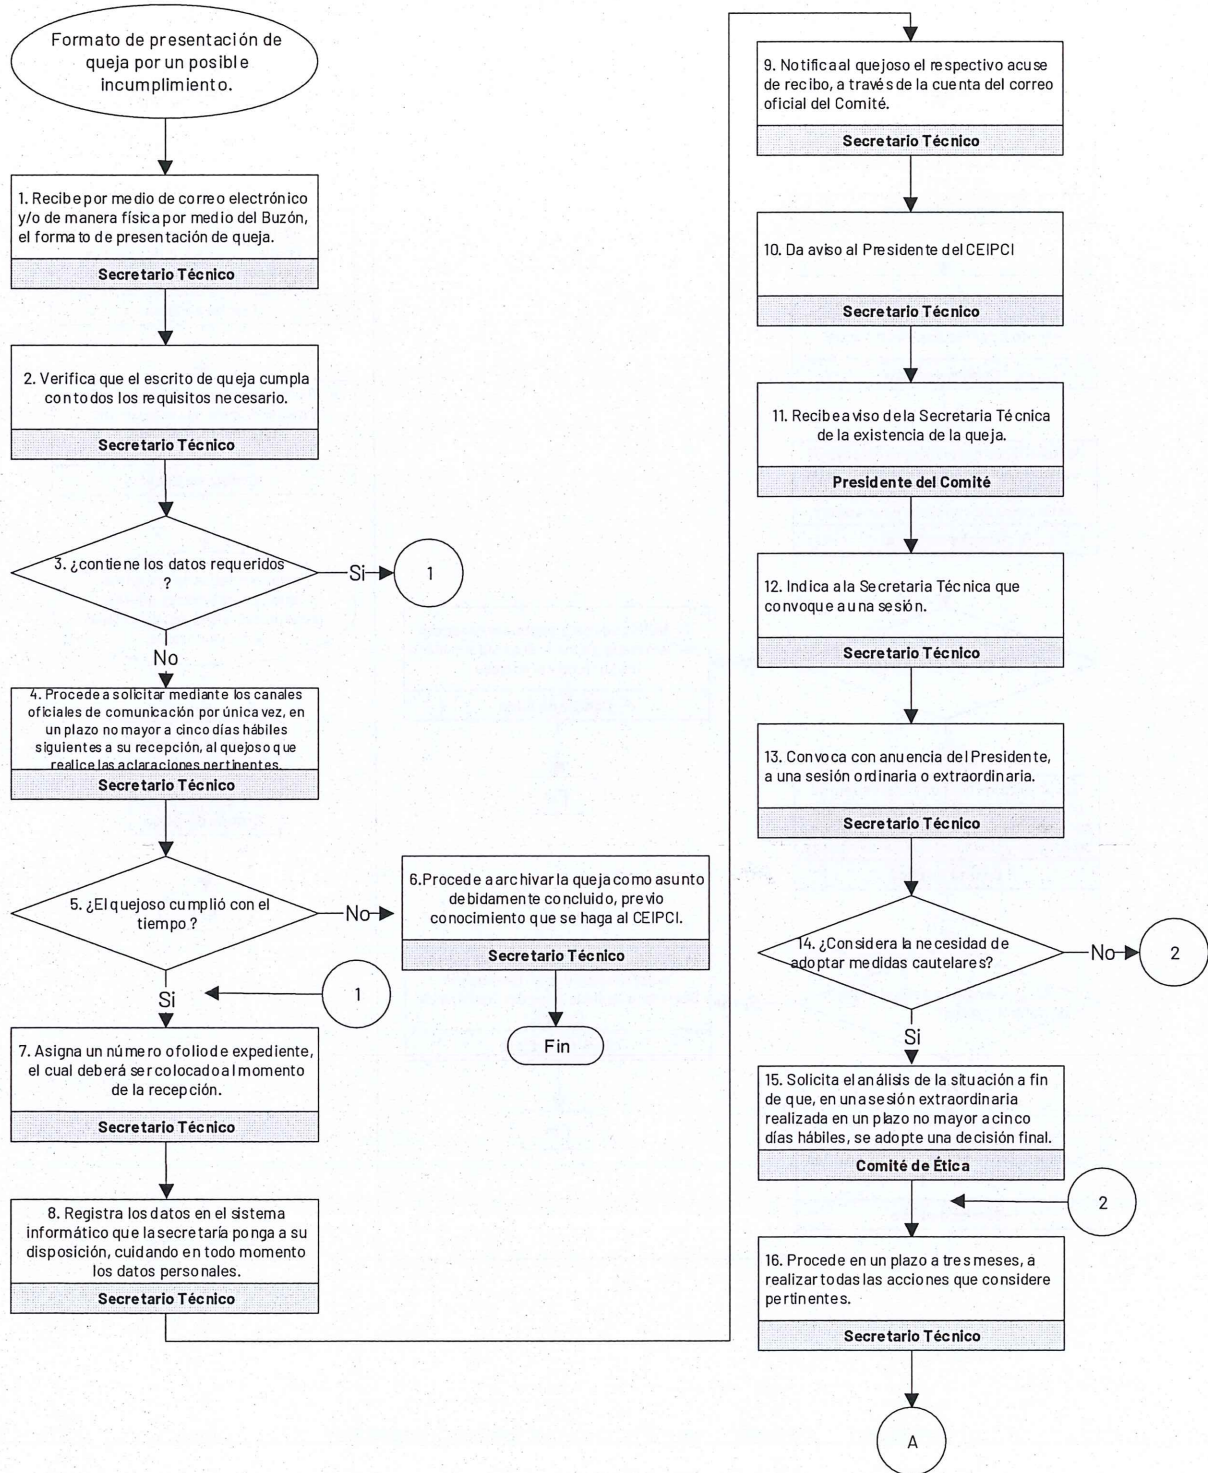 Formato de presentación de
queja por un posible
incumplimiento.
1. Recibe por medio de correo electrónico
y/o de manera física por medio del Buzón,
el formato de presentación de queja.
Secretario Técnico
2. Verifica que el escrito de queja cumpla
con todos los requisitos necesario.
Secretario Técnico
3. ¿contiene los datos requeridos
?
Si
1
No
4. Procede a solicitar mediante los canales
oficiales de comunicación por única vez, en
un plazo no mayor a cinco días hábiles
siguientes a su recepción, al quejoso que
realice las aclaraciones pertinentes.
Secretario Técnico
5. ¿El quejoso cumplió con el
tiempo?
No
6.Procede a archivar la queja como asunto
debidamente concluido, previo
conocimiento que se haga al CEIPCI.
Secretario Técnico
Fin
Si
1
7. Asigna un número o folio de expediente,
el cual deberá ser colocado al momento
de la recepción.
Secretario Técnico
8. Registra los datos en el sistema
informático que la secretaría ponga a su
disposición, cuidando en todo momento
los datos personales.
Secretario Técnico
9. Notifica al quejoso el respectivo acuse
de recibo, a través de la cuenta del correo
oficial del Comité.
Secretario Técnico
10. Da aviso al Presidente del CEIPCI
Secretario Técnico
11. Recibe aviso de la Secretaria Técnica
de la existencia de la queja.
Presidente del Comité
12. Indica a la Secretaria Técnica que
convoque a una sesión.
Secretario Técnico
13. Convoca con anuencia del Presidente,
a una sesión ordinaria o extraordinaria.
Secretario Técnico
14. ¿Considera la necesidad de
adoptar medidas cautelares?
No
2
Si
15. Solicita el análisis de la situación a fin
de que, en una sesión extraordinaria
realizada en un plazo no mayor a cinco
días hábiles, se adopte una decisión final.
Comité de Ética
2
16. Procede en un plazo a tres meses, a
realizar todas las acciones que considere
pertinentes.
Secretario Técnico
A